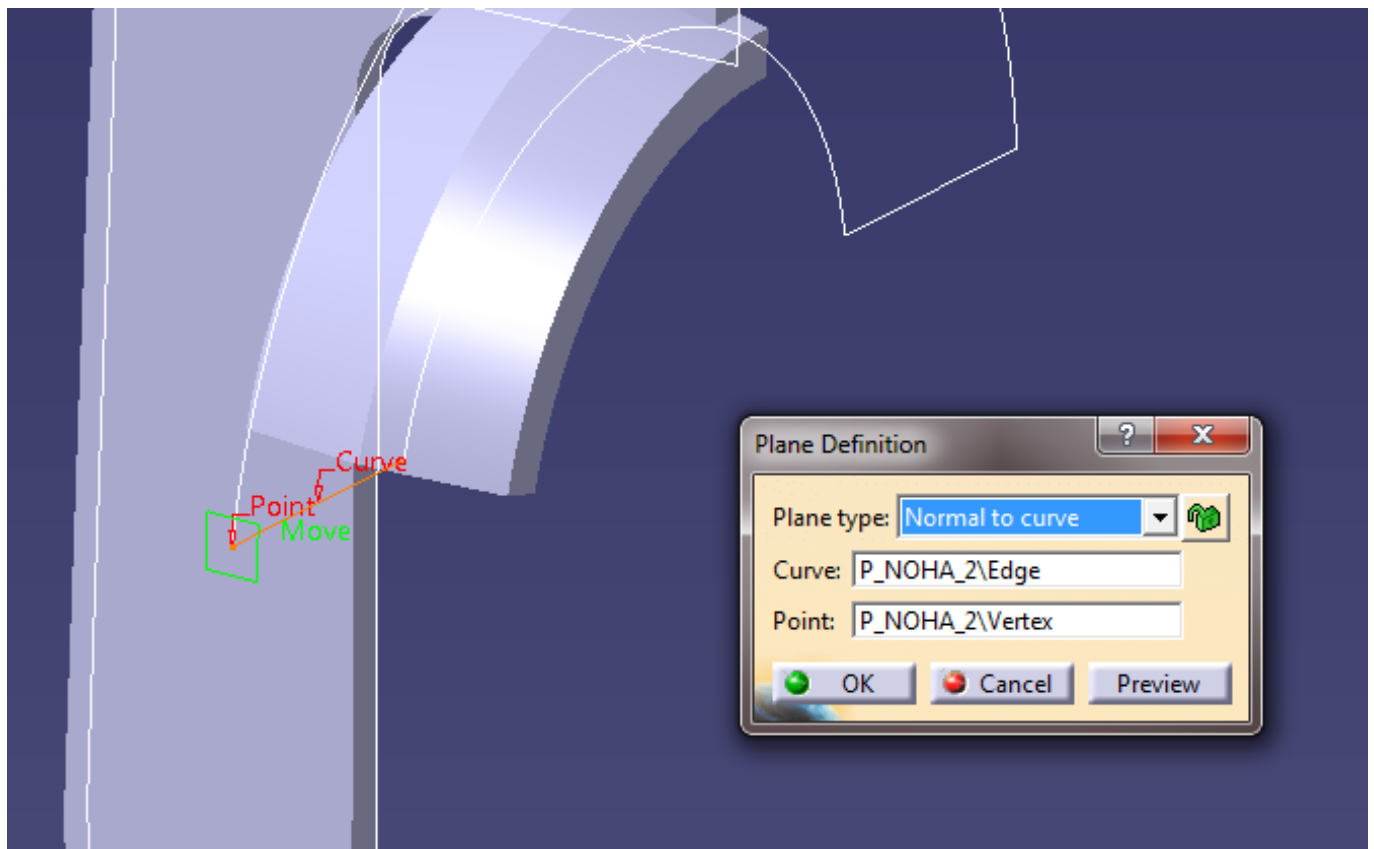 Curve
Point
Move
Plane Definition
?
X
Plane type: Normal to curve
Curve: P_NOHA_2\Edge
Point: P_NOHA_2\Vertex
OK
Cancel
Preview